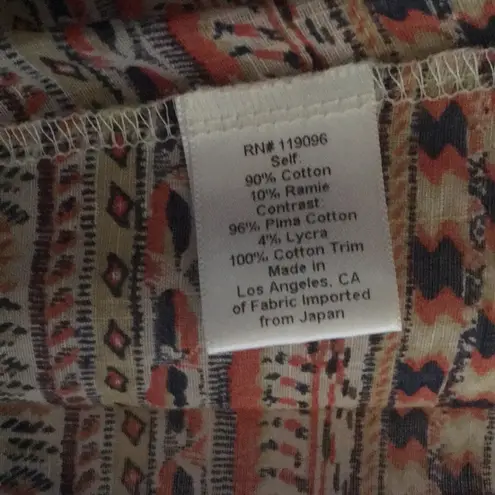 RN# 119096
Self:
90% Cotton
10% Ramie
Contrast:
96% Pima Cotton
4% Lycra
100% Cotton Trim
Made in
Los Angeles, CA
of Fabric Imported
from Japan